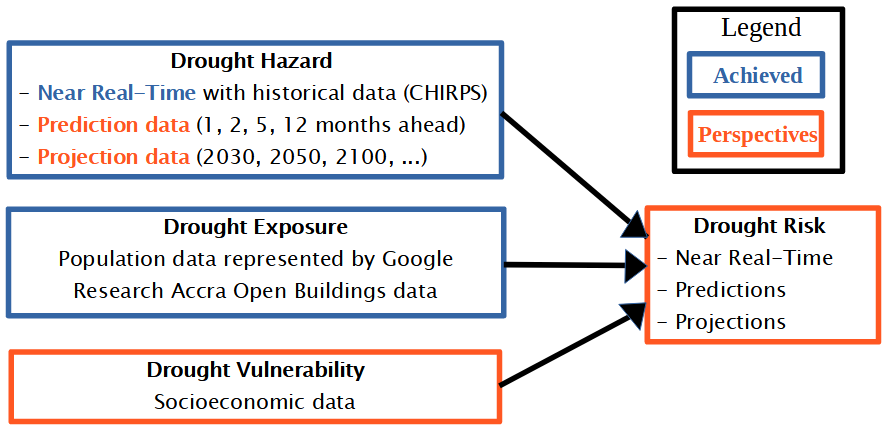 Legend
Achieved
Perspectives
Drought Hazard
- Near Real-Time with historical data (CHIRPS)
- Prediction data (1, 2, 5, 12 months ahead)
- Projection data (2030, 2050, 2100, ...)
Drought Exposure
Population data represented by Google
Research Accra Open Buildings data
Drought Vulnerability
Socioeconomic data
Drought Risk
- Near Real-Time
- Predictions
- Projections